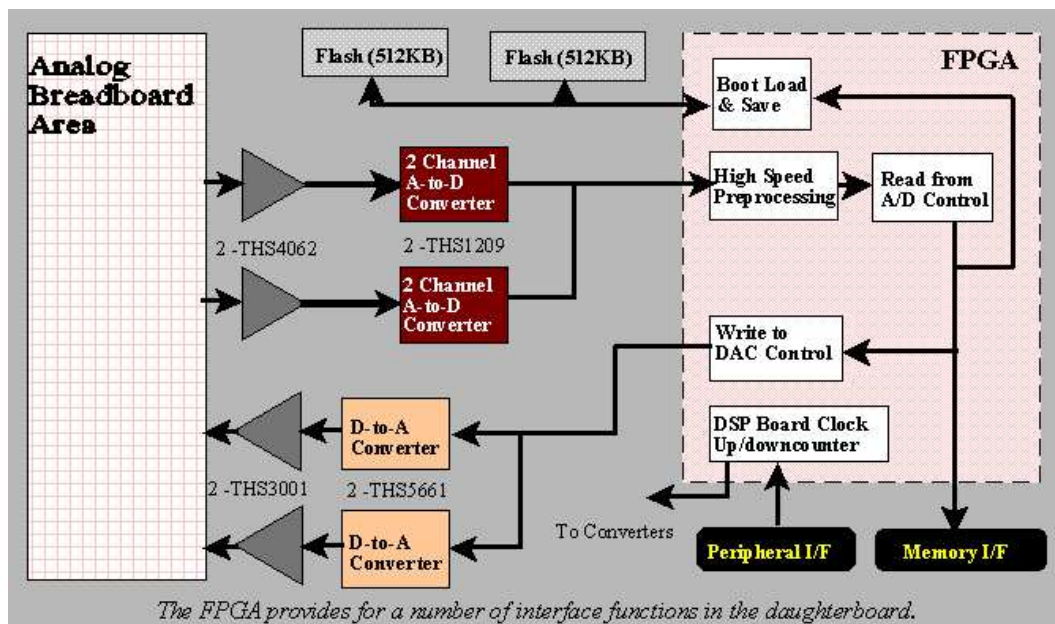 Analog
Breadboard
Area
Flash (512KB)
Flash (512KB)
FPGA
Boot Load
& Save
2 Channel
A-to-D
Converter
High Speed
Preprocessing
Read from
A/D Control
2 -THS4062
2 -THS1209
2 Channel
A-to-D
Converter
Write to
DAC Control
D-to-A
Converter
DSP Board Clock
Up/downcounter
2 -THS3001
2 -THS5661
To Converters
D-to-A
Converter
Peripheral I/F
Memory I/F
The FPGA provides for a number of interface functions in the daughterboard.